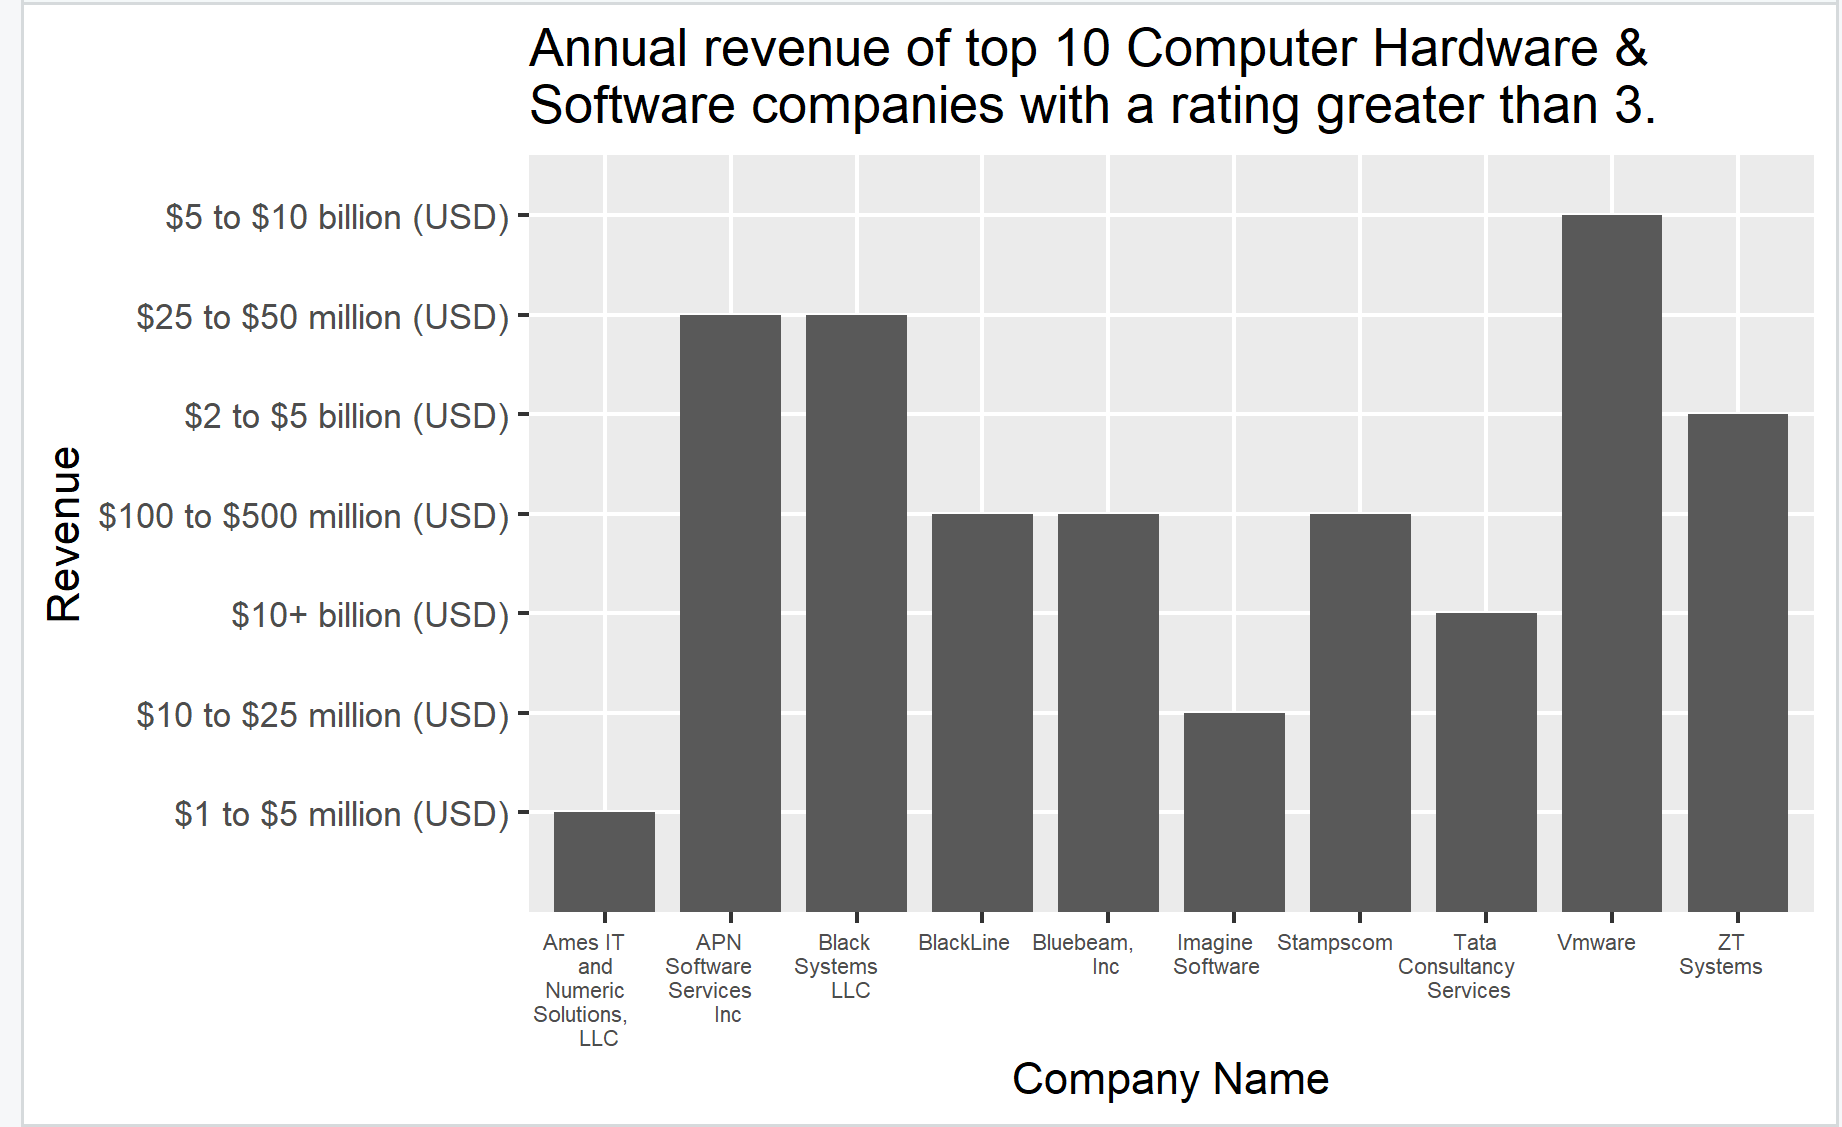 Annual revenue of top 10 Computer Hardware &
Software companies with a rating greater than 3.
Revenue
$5 to $10 billion (USD)
$25 to $50 million (USD)
$2 to $5 billion (USD)
$100 to $500 million (USD)
$10+ billion (USD)
$10 to $25 million (USD)
$1 to $5 million (USD)
Ames IT
and
Numeric
Solutions,
LLC
APN
Software
Services
Inc
Black
Systems
LLC
BlackLine
Bluebeam,
Inc
Imagine
Software
Stampscom
Tata
Consultancy
Services
Vmware
ZT
Systems
Company Name